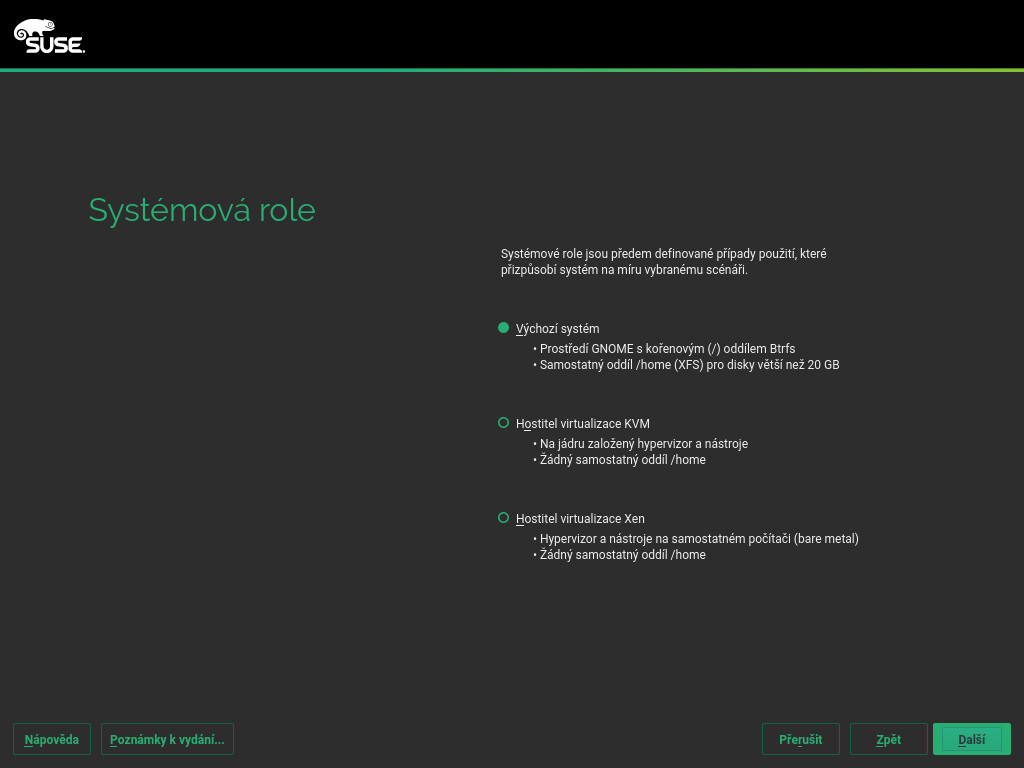 SUSE.
Systémová role
Systémové role jsou předem definované případy použití, které
přizpůsobí systém na míru vybranému scénáři.
Výchozí systém
• Prostředí GNOME s kořenovým (/) oddílem Btrfs
• Samostatný oddíl /home (XFS) pro disky větší než 20 GB
Hostitel virtualizace KVM
• Na jádru založený hypervizor a nástroje
• Žádný samostatný oddíl /home
Hostitel virtualizace Xen
• Hypervizor a nástroje na samostatném počítači (bare metal)
• Žádný samostatný oddíl /home
Nápověda Poznámky k vydání... Přerušit Zpět Další